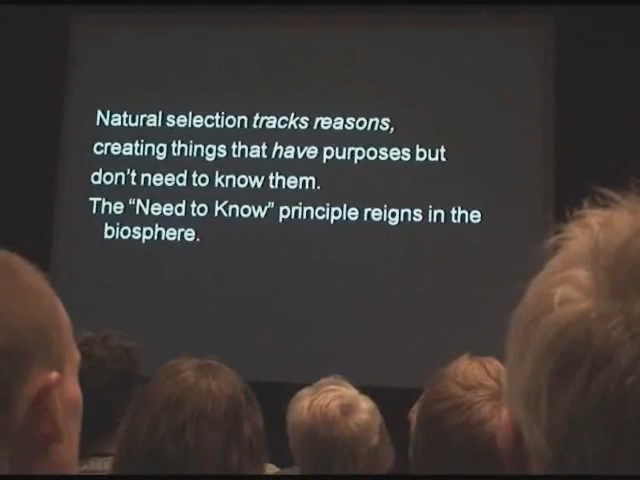 Natural selection tracks reasons,
creating things that have purposes but
don't need to know them.
The “Need to Know” principle reigns in the
biosphere.